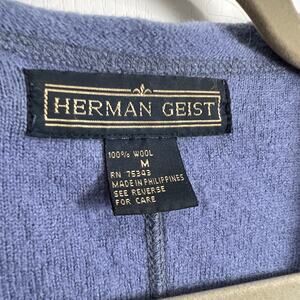 HERMAN GEIST
100% WOOL
M
RN 75343
MADE IN PHILIPPINES
SEE REVERSE
FOR CARE